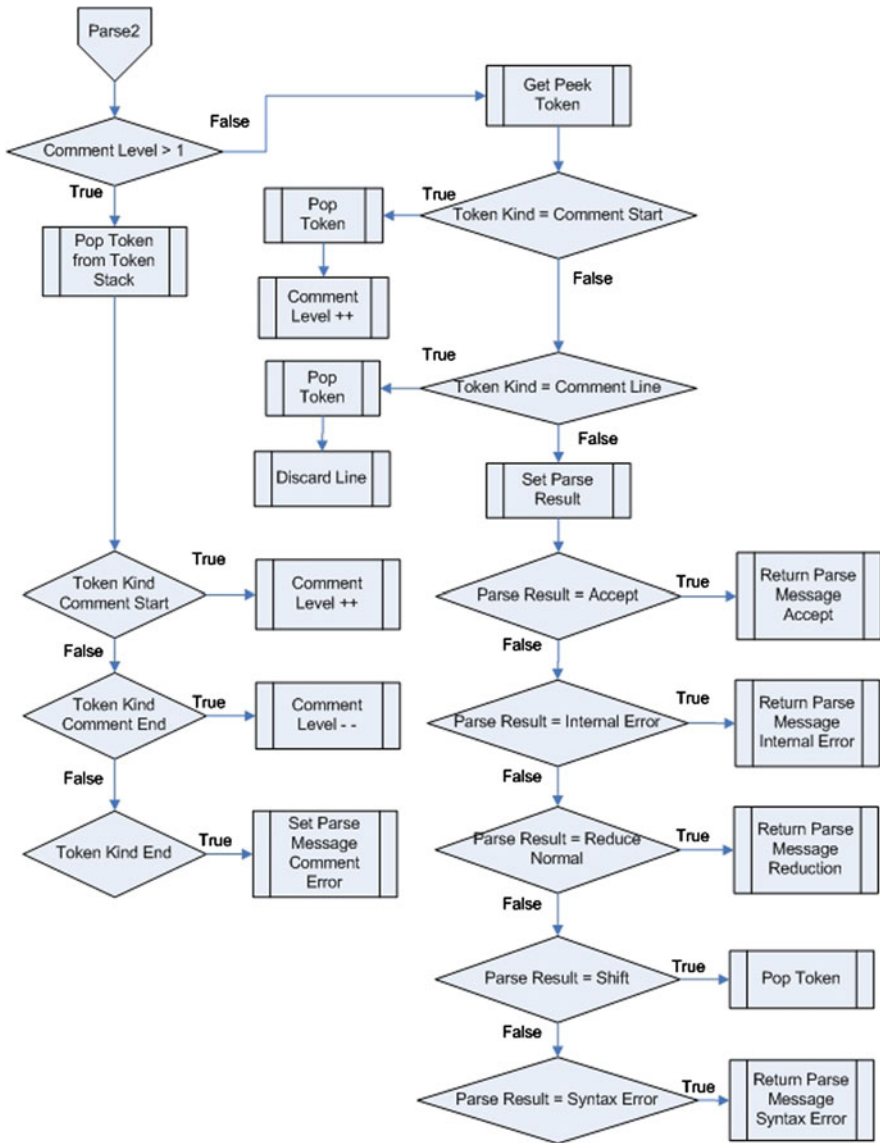 Parse2
Comment Level > 1
False
True
Get Peek
Token
Token Kind = Comment Start
True
Pop
Token
Comment
Level ++
False
Pop Token
from Token
Stack
Token Kind = Comment Line
True
Pop
Token
Discard Line
False
Set Parse
Result
Token Kind
Comment Start
True
Comment
Level ++
False
Token Kind
Comment End
True
Comment
Level - -
False
Token Kind End
True
Set Parse
Message
Comment
Error
Parse Result = Accept
True
Return Parse
Message
Accept
False
Parse Result = Internal Error
True
Return Parse
Message
Internal Error
False
Parse Result = Reduce
Normal
True
Return Parse
Message
Reduction
False
Parse Result = Shift
True
Pop Token
False
Parse Result = Syntax Error
True
Return Parse
Message
Syntax Error